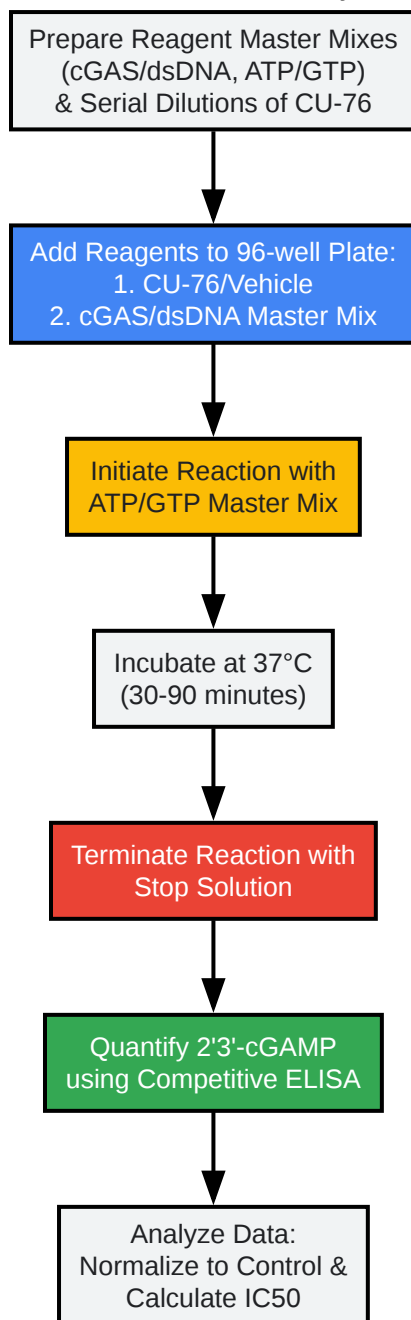 Prepare Reagent Master Mixes
(cGAS/dsDNA, ATP/GTP)
& Serial Dilutions of CU-76
Add Reagents to 96-well Plate:
1. CU-76/Vehicle
2. cGAS/dsDNA Master Mix
Initiate Reaction with
ATP/GTP Master Mix
Incubate at 37°C
(30-90 minutes)
Terminate Reaction with
Stop Solution
Quantify 2'3'-cGAMP
using Competitive ELISA
Analyze Data:
Normalize to Control &
Calculate IC50